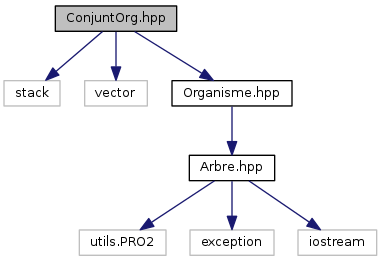 ConjuntOrg.hpp
stack
vector
Organisme.hpp
Arbre.hpp
utils.PRO2
exception
iostream